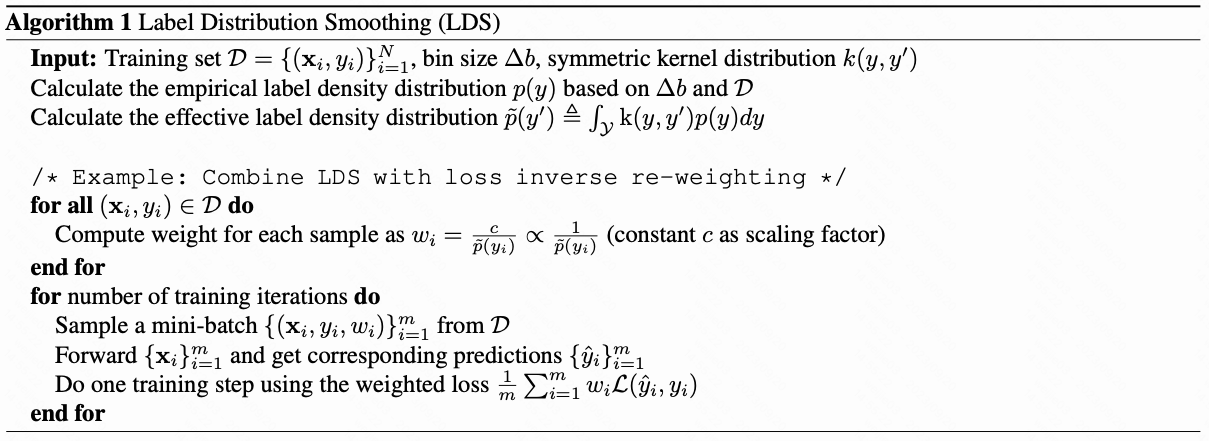 Algorithm 1 Label Distribution Smoothing (LDS)
Input: Training set $\mathcal{D} = \{(\mathbf{x}_i, y_i)\}_{i=1}^{N}$, bin size $\Delta b$, symmetric kernel distribution $k(y, y')$
Calculate the empirical label density distribution $p(y)$ based on $\Delta b$ and $\mathcal{D}$
Calculate the effective label density distribution $\tilde{p}(y') \triangleq \int_{\mathcal{Y}} \mathrm{k}(y, y')p(y)dy$
/* Example: Combine LDS with loss inverse re-weighting */
for all $(\mathbf{x}_i, y_i) \in \mathcal{D}$ do
Compute weight for each sample as $w_i = \frac{c}{\tilde{p}(y_i)} \propto \frac{1}{\tilde{p}(y_i)}$ (constant $c$ as scaling factor)
end for
for number of training iterations do
Sample a mini-batch $\{(\mathbf{x}_i, y_i, w_i)\}_{i=1}^{m}$ from $\mathcal{D}$
Forward $\{\mathbf{x}_i\}_{i=1}^{m}$ and get corresponding predictions $\{\hat{y}_i\}_{i=1}^{m}$
Do one training step using the weighted loss $\frac{1}{m} \sum_{i=1}^{m} w_i \mathcal{L}(\hat{y}_i, y_i)$
end for